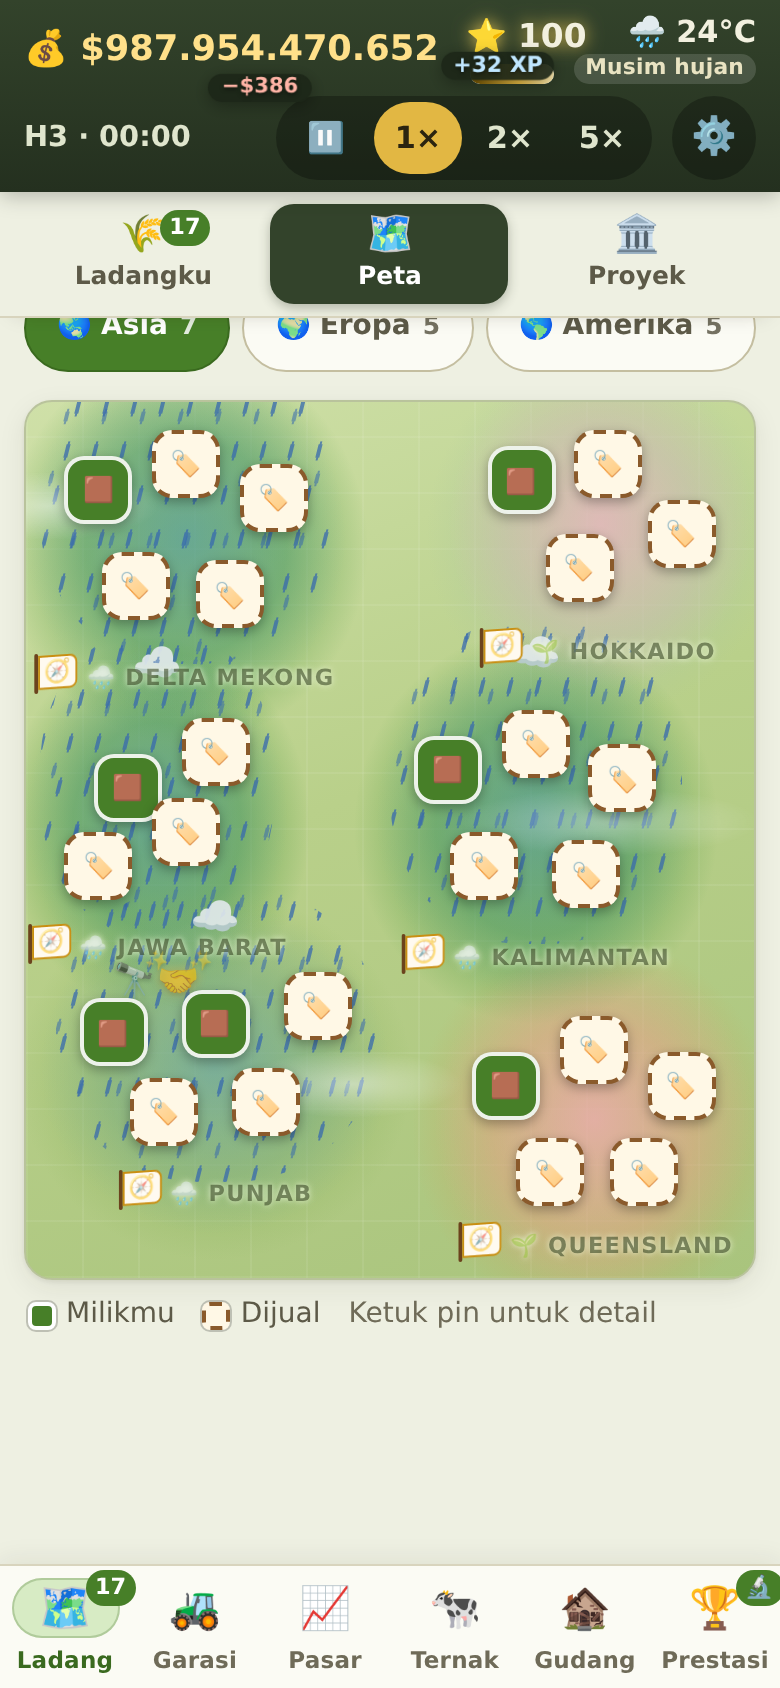 $987.954.470.652
100
24°C
+32 XP
Musim hujan
−$386
H3 · 00:00
1×
2×
5×
17
Ladangku
Peta
Proyek
Asia 7
Eropa 5
Amerika 5
HOKKAIDO
DELTA MEKONG
JAWA BARAT
KALIMANTAN
PUNJAB
QUEENSLAND
Milikmu
Dijual
Ketuk pin untuk detail
17
Ladang
Garasi
Pasar
Ternak
Gudang
Prestasi